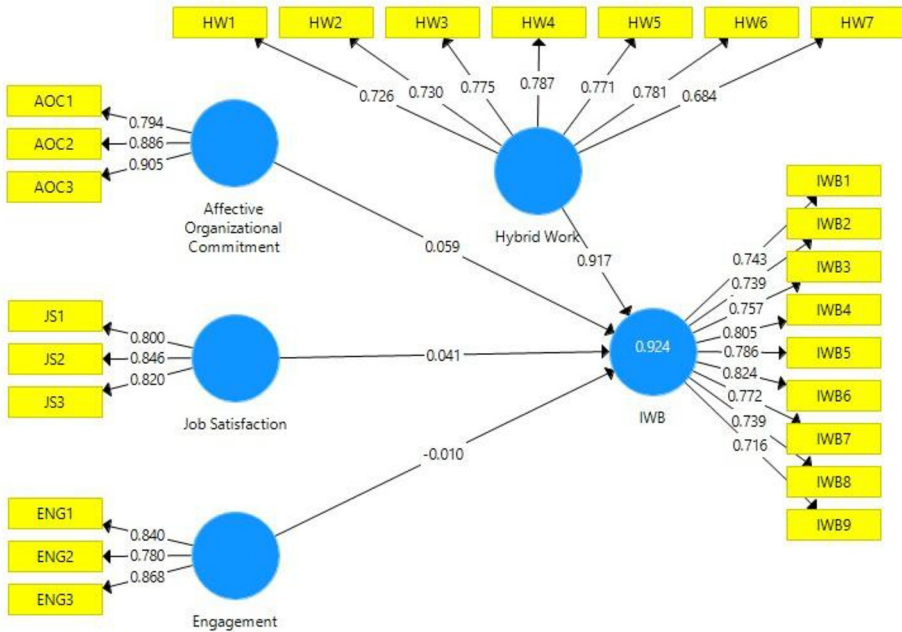 HW1 HW2 HW3 HW4 HW5 HW6 HW7
0.726 0.730 0.775 0.787 0.771 0.781 0.684
Hybrid Work
0.917
AOC1
AOC2
AOC3
0.794
0.886
0.905
Affective
Organizational
Commitment
0.059
JS1
JS2
JS3
0.800
0.846
0.820
Job Satisfaction
0.041
ENG1
ENG2
ENG3
0.840
0.780
0.868
Engagement
-0.010
0.924
IWB
0.743
0.739
0.757
0.805
0.786
0.824
0.772
0.739
0.716
IWB1
IWB2
IWB3
IWB4
IWB5
IWB6
IWB7
IWB8
IWB9